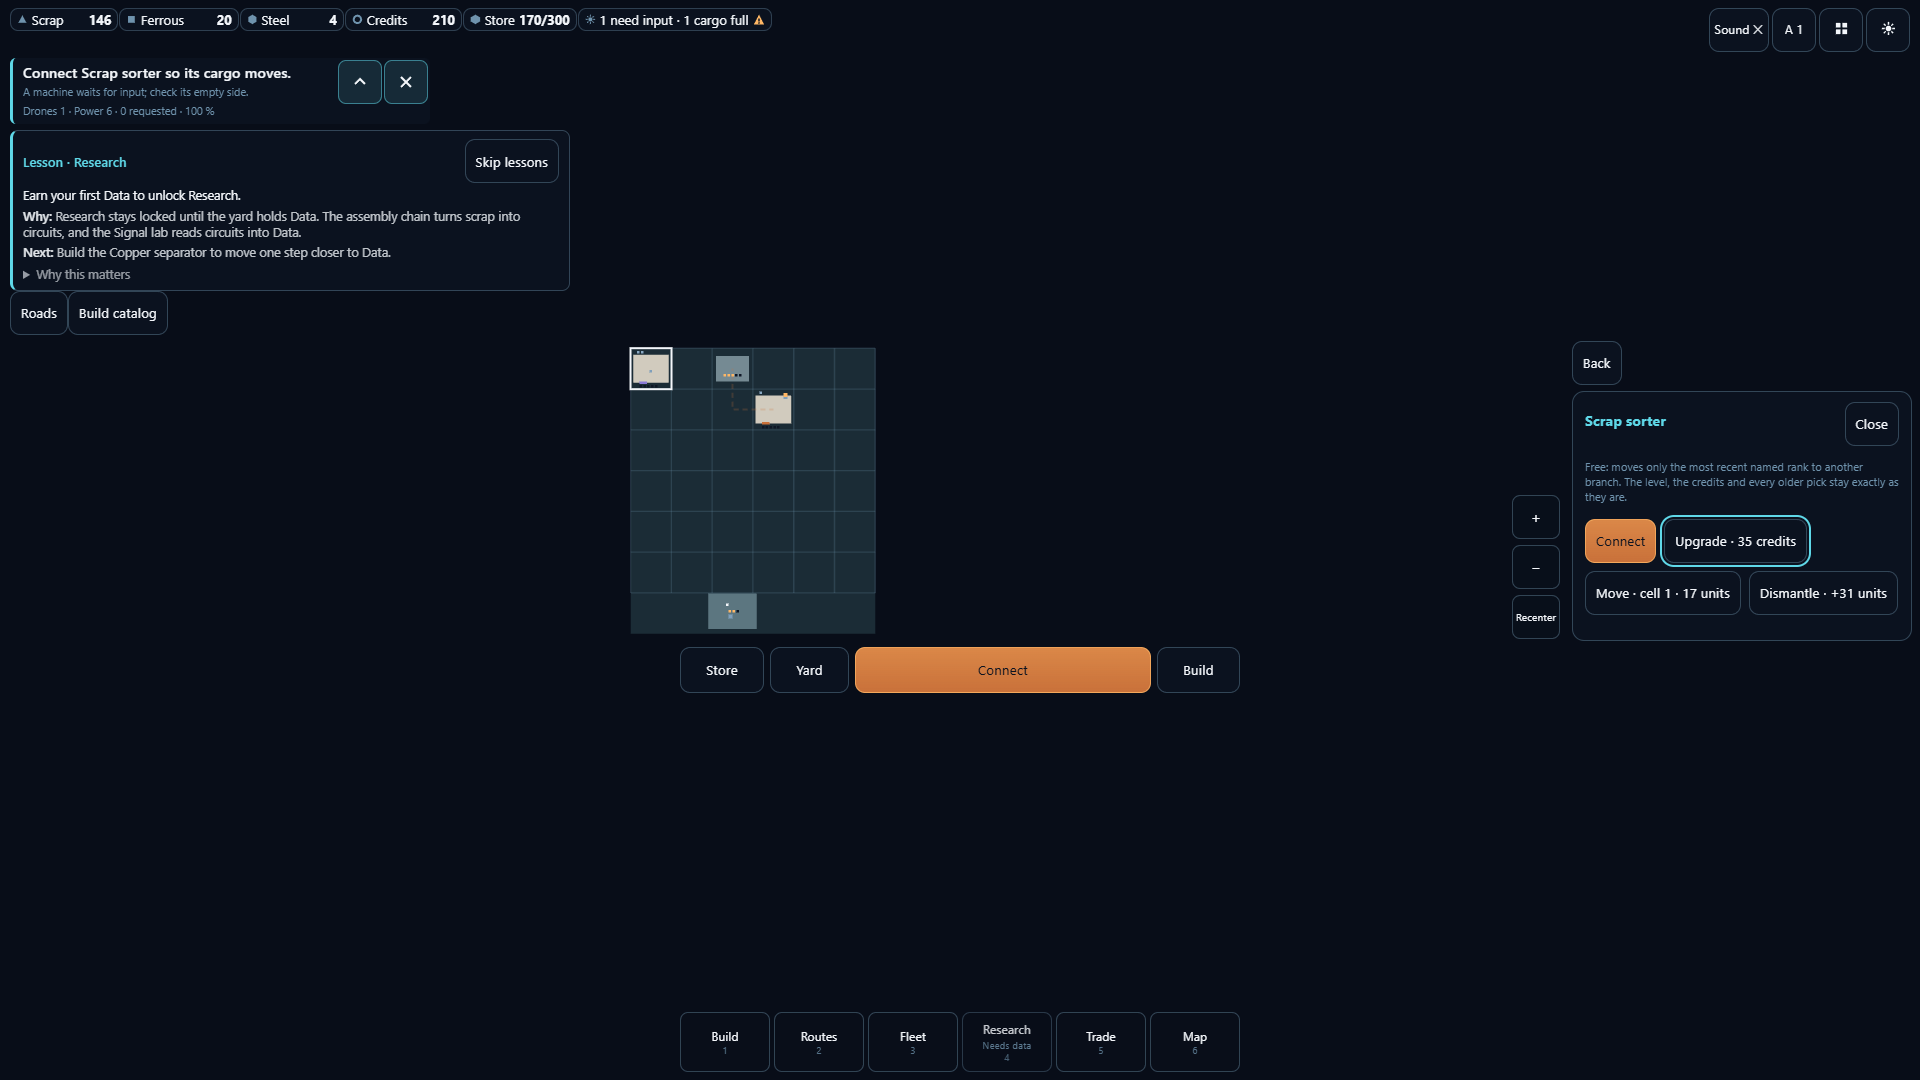 Scrap 146 Ferrous 20 Steel 4 Credits 210 Store 170/300 1 need input · 1 cargo full
Sound A 1
Connect Scrap sorter so its cargo moves.
A machine waits for input; check its empty side.
Drones 1 · Power 6 · 0 requested · 100 %
Lesson · Research
Skip lessons
Earn your first Data to unlock Research.
Why: Research stays locked until the yard holds Data. The assembly chain turns scrap into
circuits, and the Signal lab reads circuits into Data.
Next: Build the Copper separator to move one step closer to Data.
Why this matters
Roads Build catalog
Back
Scrap sorter
Close
Free: moves only the most recent named rank to another
branch. The level, the credits and every older pick stay exactly as
they are.
Connect Upgrade · 35 credits
Move · cell 1 · 17 units Dismantle · +31 units
+
−
Recenter
Store Yard Connect Build
Build
1
Routes
2
Fleet
3
Research
Needs data
4
Trade
5
Map
6